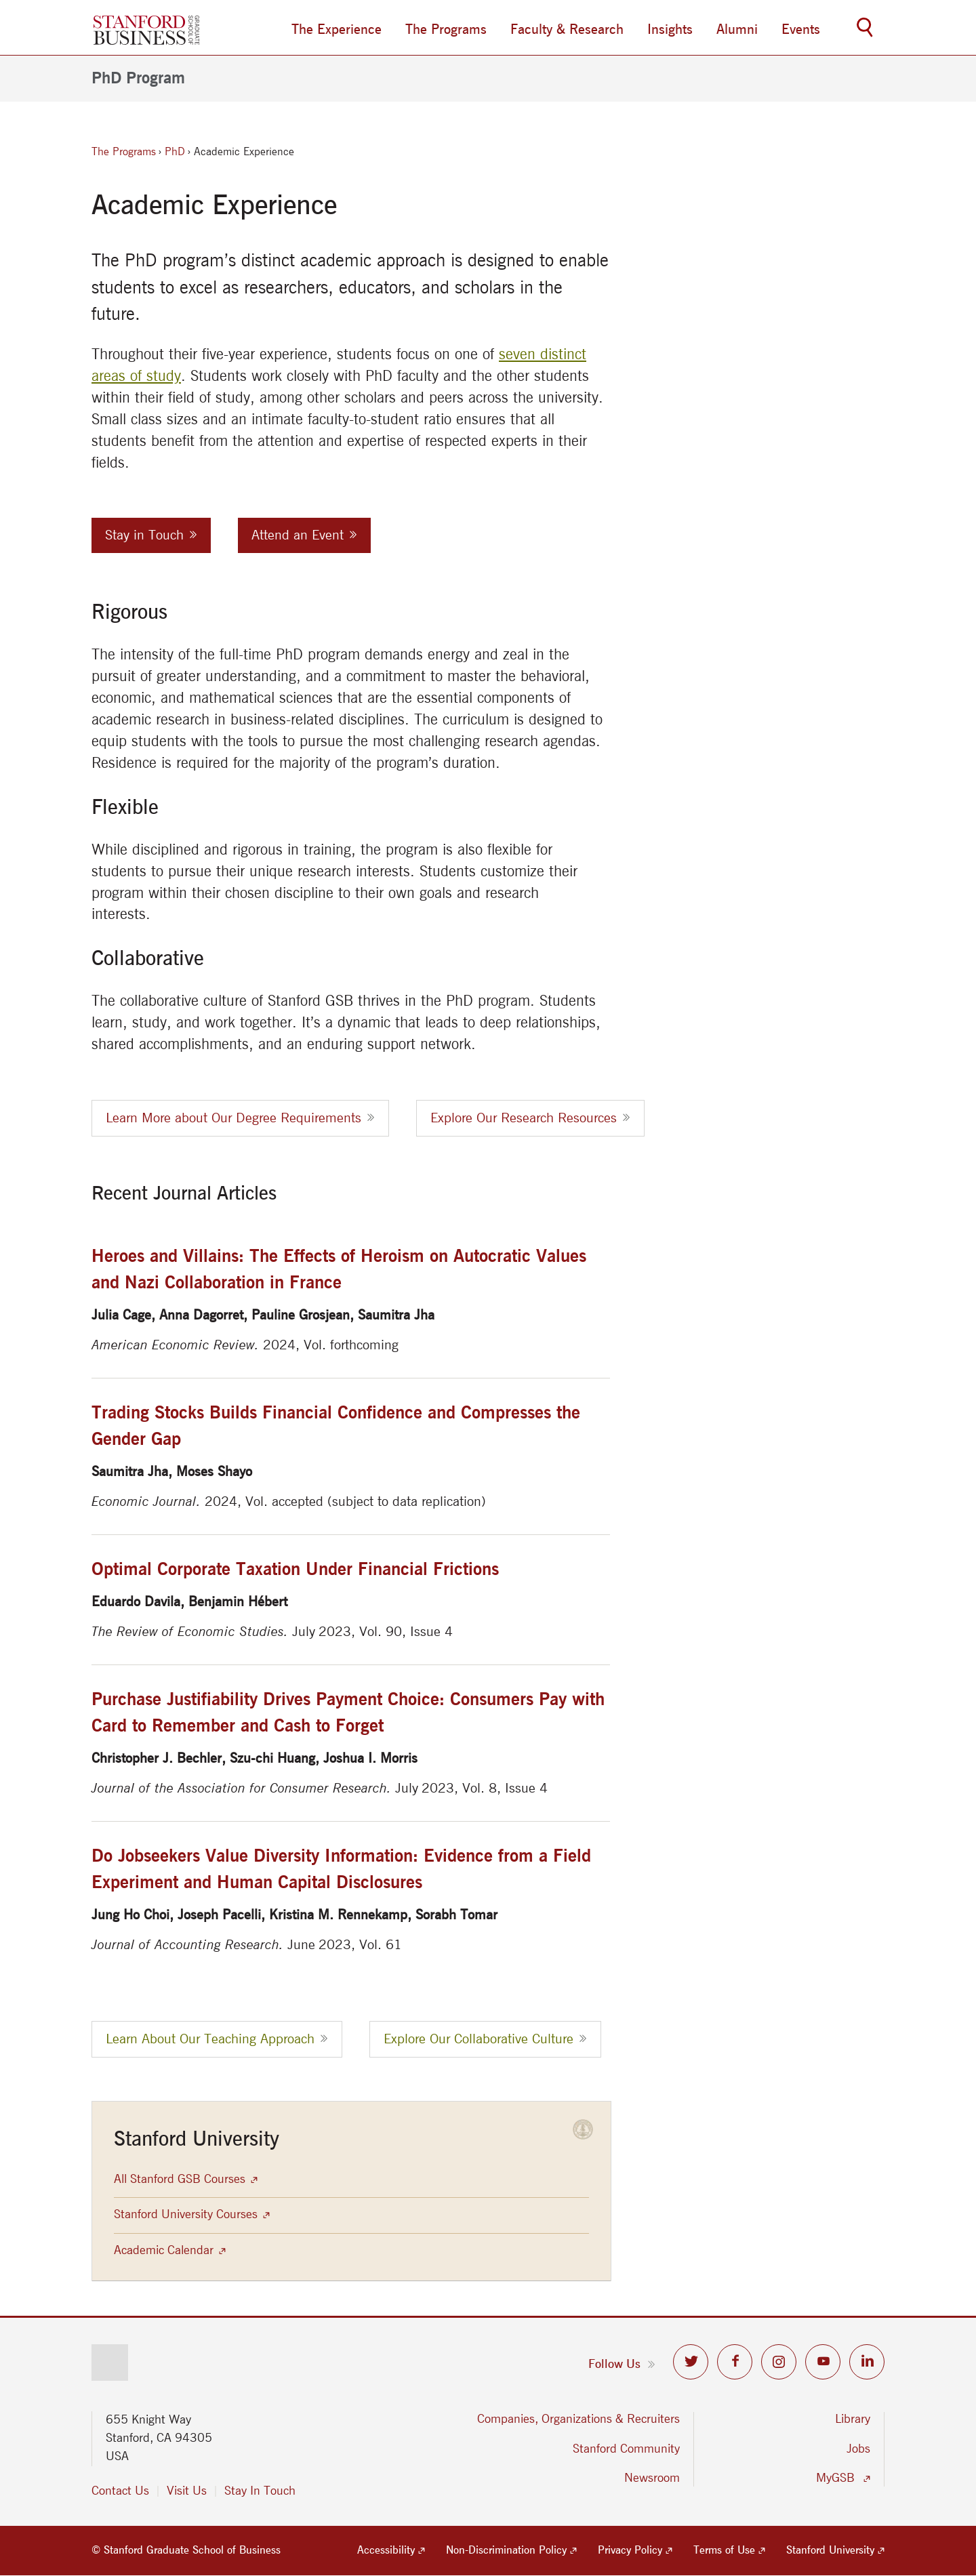 STANFORD
BUSINESS
GRADUATE
SCHOOL OF
The Experience
The Programs
Faculty & Research
Insights
Alumni
Events
PhD Program
The Programs › PhD › Academic Experience
Academic Experience
The PhD program’s distinct academic approach is designed to enable
students to excel as researchers, educators, and scholars in the
future.
Throughout their five-year experience, students focus on one of seven distinct
areas of study. Students work closely with PhD faculty and the other students
within their field of study, among other scholars and peers across the university.
Small class sizes and an intimate faculty-to-student ratio ensures that all
students benefit from the attention and expertise of respected experts in their
fields.
Stay in Touch »
Attend an Event »
Rigorous
The intensity of the full-time PhD program demands energy and zeal in the
pursuit of greater understanding, and a commitment to master the behavioral,
economic, and mathematical sciences that are the essential components of
academic research in business-related disciplines. The curriculum is designed to
equip students with the tools to pursue the most challenging research agendas.
Residence is required for the majority of the program’s duration.
Flexible
While disciplined and rigorous in training, the program is also flexible for
students to pursue their unique research interests. Students customize their
program within their chosen discipline to their own goals and research
interests.
Collaborative
The collaborative culture of Stanford GSB thrives in the PhD program. Students
learn, study, and work together. It’s a dynamic that leads to deep relationships,
shared accomplishments, and an enduring support network.
Learn More about Our Degree Requirements »
Explore Our Research Resources »
Recent Journal Articles
Heroes and Villains: The Effects of Heroism on Autocratic Values
and Nazi Collaboration in France
Julia Cage, Anna Dagorret, Pauline Grosjean, Saumitra Jha
American Economic Review. 2024, Vol. forthcoming
Trading Stocks Builds Financial Confidence and Compresses the
Gender Gap
Saumitra Jha, Moses Shayo
Economic Journal. 2024, Vol. accepted (subject to data replication)
Optimal Corporate Taxation Under Financial Frictions
Eduardo Davila, Benjamin Hébert
The Review of Economic Studies. July 2023, Vol. 90, Issue 4
Purchase Justifiability Drives Payment Choice: Consumers Pay with
Card to Remember and Cash to Forget
Christopher J. Bechler, Szu-chi Huang, Joshua I. Morris
Journal of the Association for Consumer Research. July 2023, Vol. 8, Issue 4
Do Jobseekers Value Diversity Information: Evidence from a Field
Experiment and Human Capital Disclosures
Jung Ho Choi, Joseph Pacelli, Kristina M. Rennekamp, Sorabh Tomar
Journal of Accounting Research. June 2023, Vol. 61
Learn About Our Teaching Approach »
Explore Our Collaborative Culture »
Stanford University
All Stanford GSB Courses
Stanford University Courses
Academic Calendar
Follow Us »
655 Knight Way
Stanford, CA 94305
USA
Contact Us
Visit Us
Stay In Touch
Companies, Organizations & Recruiters
Stanford Community
Newsroom
Library
Jobs
MyGSB
© Stanford Graduate School of Business
Accessibility
Non-Discrimination Policy
Privacy Policy
Terms of Use
Stanford University